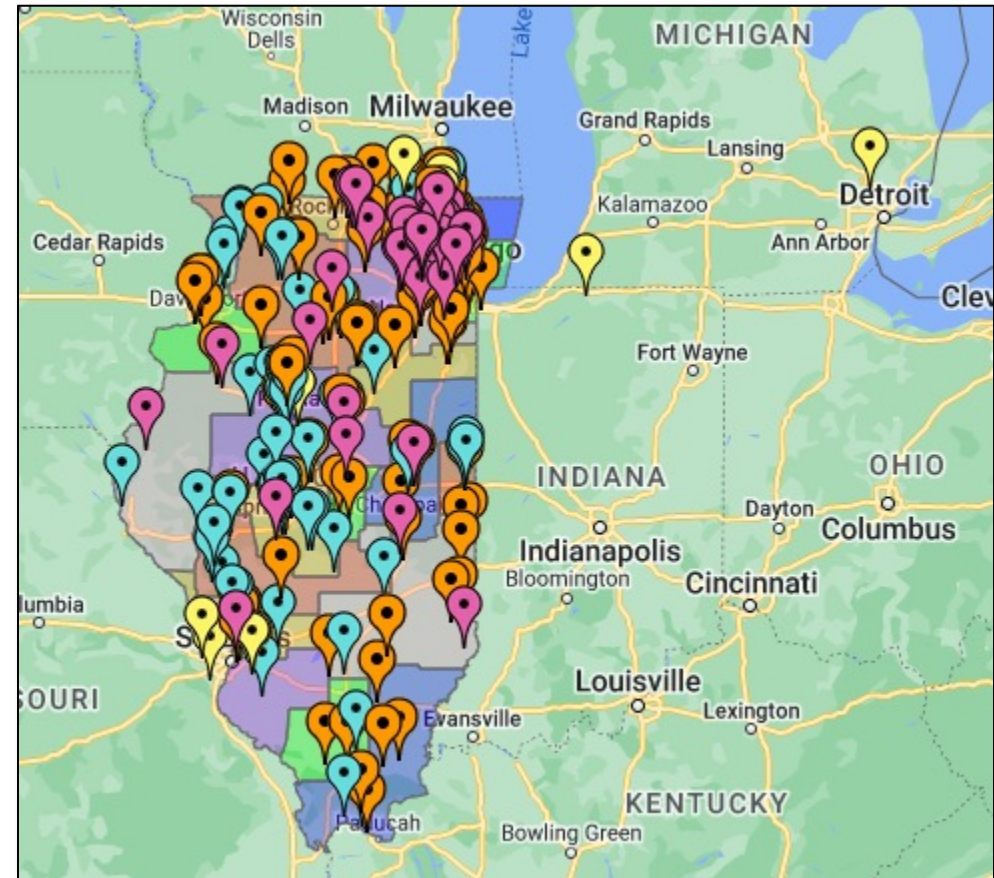 Wisconsin
Dells
Lake
MICHIGAN
Madison
Milwaukee
Grand Rapids
Lansing
Detroit
Kalamazoo
Ann Arbor
Cedar Rapids
Clev
Fort Wayne
INDIANA
OHIO
Dayton
Columbus
Indianapolis
Bloomington
Cincinnati
lumbia
SOURI
Louisville
Lexington
Evansville
KENTUCKY
Bowling Green